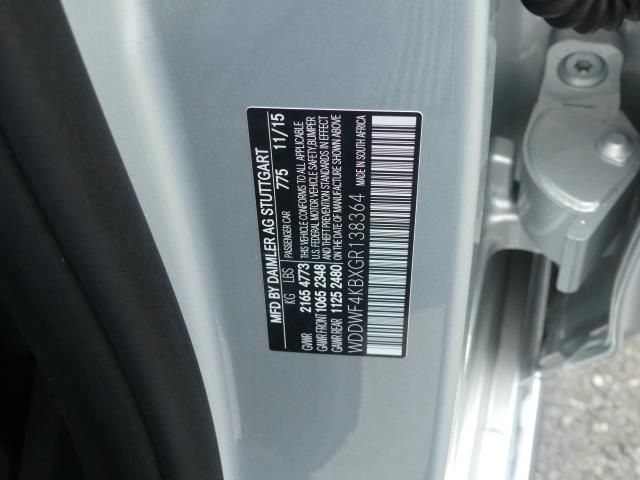 MFD BY DAIMLER AG STUTTGART
PASSENGER CAR 775 11/15
KG LBS
GVWR 2165 4773
GAWR FRONT 1065 2348
GAWR REAR 1125 2480
THIS VEHICLE CONFORMS TO ALL APPLICABLE
U.S. FEDERAL MOTOR VEHICLE SAFETY, BUMPER
AND THEFT PREVENTION STANDARDS IN EFFECT
ON THE DATE OF MANUFACTURE SHOWN ABOVE
WDDWF4KBXGR138364 MADE IN SOUTH AFRICA